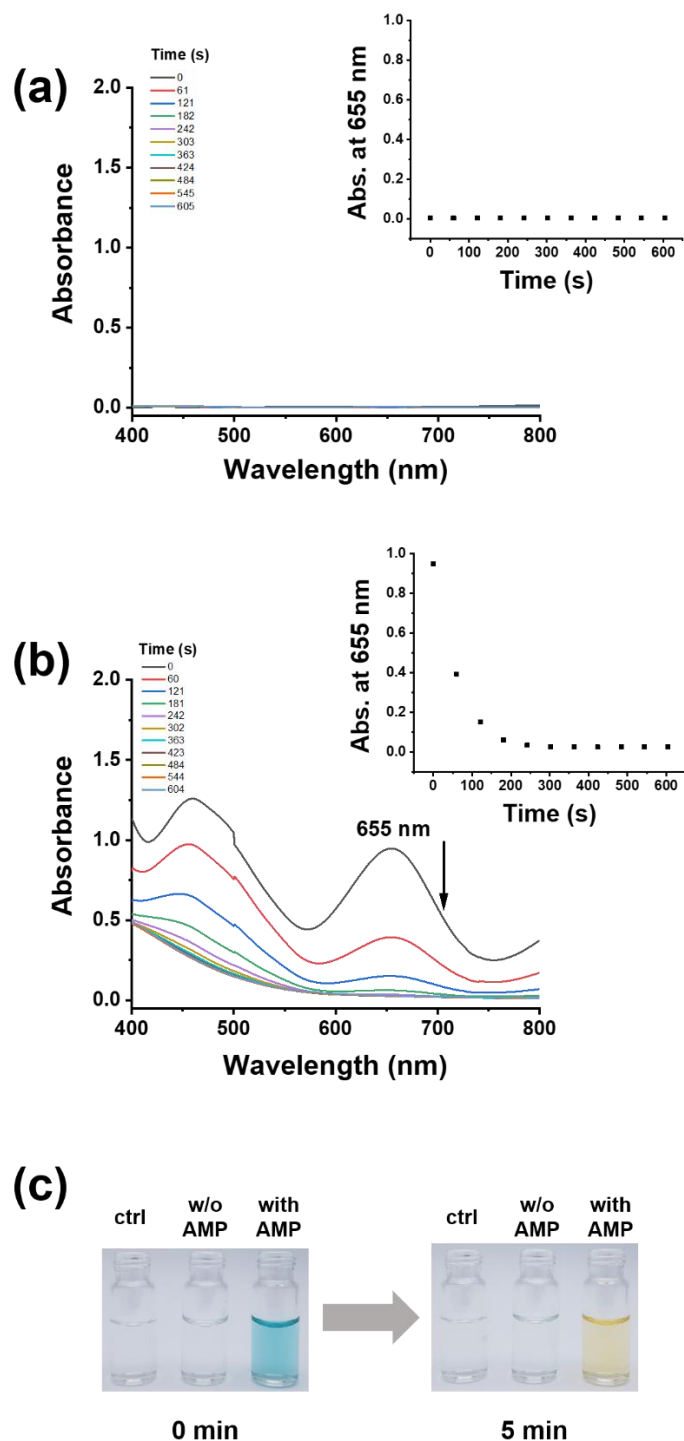 (a)
Time (s)
0
61
121
182
242
303
363
424
484
545
605
2.0
1.5
1.0
0.5
0.0
Absorbance
400 500 600 700 800
Wavelength (nm)
1.0
0.8
0.6
0.4
0.2
0.0
Abs. at 655 nm
0 100 200 300 400 500 600
Time (s)
(b)
Time (s)
0
60
121
181
242
302
363
423
484
544
604
2.0
1.5
1.0
0.5
0.0
Absorbance
655 nm
400 500 600 700 800
Wavelength (nm)
1.0
0.8
0.6
0.4
0.2
0.0
Abs. at 655 nm
0 100 200 300 400 500 600
Time (s)
(c)
ctrl w/o AMP with AMP
ctrl w/o AMP with AMP
0 min 5 min